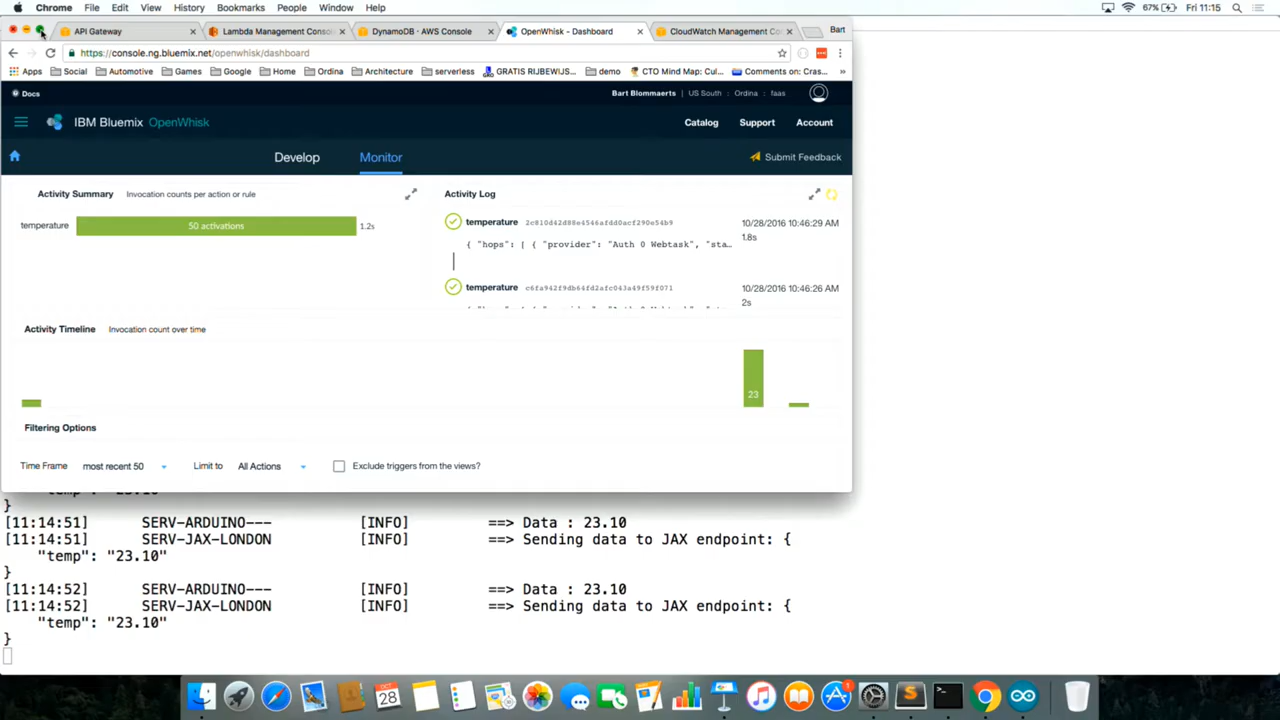 Chrome File Edit View History Bookmarks People Window Help 67% Fri 11:15
API Gateway Lambda Management Conso DynamoDB · AWS Console OpenWhisk - Dashboard CloudWatch Management Co Bart
https://console.ng.bluemix.net/openwhisk/dashboard
Apps Social Automotive Games Google Home Ordina Architecture serverless GRATIS RIJBEWIJS... demo CTO Mind Map: Cul... Comments on: Cras... »
Docs Bart Blommaerts | US South : Ordina : faas
IBM Bluemix OpenWhisk Catalog Support Account
Develop Monitor Submit Feedback
Activity Summary Invocation counts per action or rule
temperature 50 activations 1.2s
Activity Log
temperature 2c810d42d88e4546afdd0acf290e54b9 10/28/2016 10:46:29 AM
1.8s
{ "hops": [ { "provider": "Auth 0 Webtask", "sta...
temperature c6fa942f9db64fd2afc043a49f59f071 10/28/2016 10:46:26 AM
2s
Activity Timeline Invocation count over time
23
Filtering Options
Time Frame most recent 50 Limit to All Actions Exclude triggers from the views?
}
[11:14:51] SERV-ARDUINO--- [INFO] ==> Data : 23.10
[11:14:51] SERV-JAX-LONDON [INFO] ==> Sending data to JAX endpoint: {
"temp": "23.10"
}
[11:14:52] SERV-ARDUINO--- [INFO] ==> Data : 23.10
[11:14:52] SERV-JAX-LONDON [INFO] ==> Sending data to JAX endpoint: {
"temp": "23.10"
}